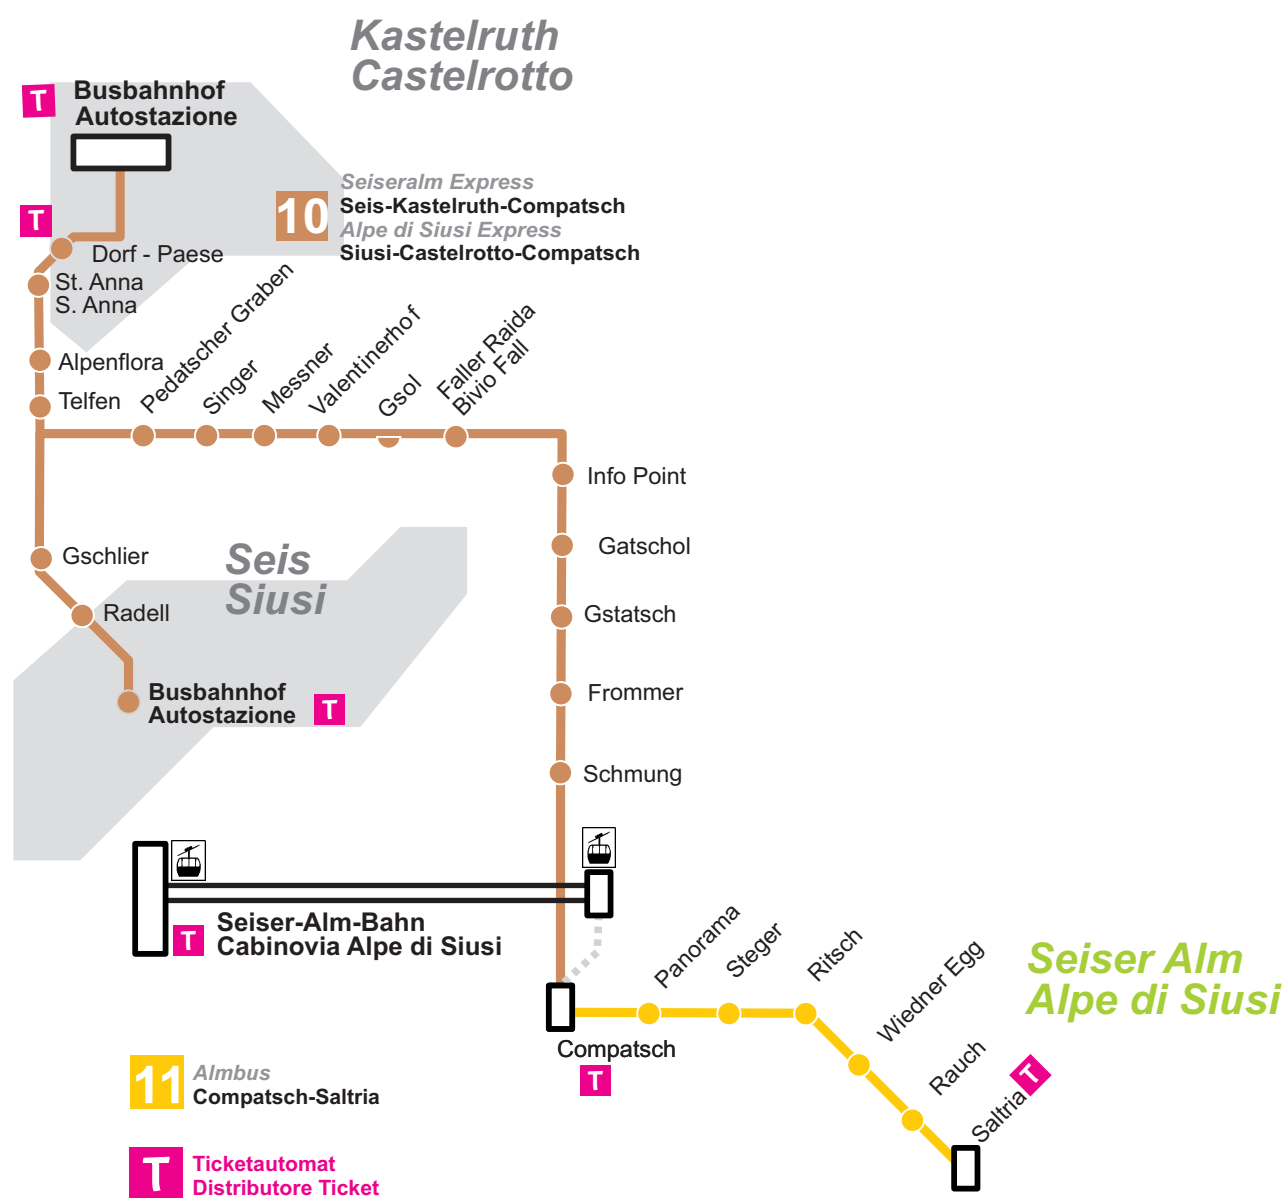 Kastelruth
Castelrotto
T
Busbahnhof
Autostazione
T
10
Seiseralm Express
Seis-Kastelruth-Compatsch
Alpe di Siusi Express
Siusi-Castelrotto-Compatsch
Dorf - Paese
St. Anna
S. Anna
Alpenflora
Telfen
Pedatscher Graben
Singer
Messner
Valentinerhof
Gsol
Faller Raida
Bivio Fall
Info Point
Gatschol
Gstatsch
Frommer
Schmung
Gschlier
Radell
Seis
Siusi
Busbahnhof
Autostazione
T
T
Seiser-Alm-Bahn
Cabinovia Alpe di Siusi
Compatsch
T
Panorama
Steger
Ritsch
Wiedner Egg
Rauch
Saltria
T
Seiser Alm
Alpe di Siusi
11
Almbus
Compatsch-Saltria
T
Ticketautomat
Distributore Ticket